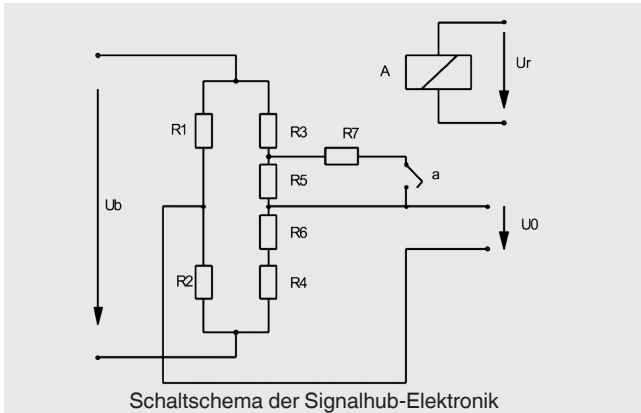 A
Ur
R1
R3
R7
a
R5
Ub
R6
U0
R2
R4
Schaltschema der Signalhub-Elektronik